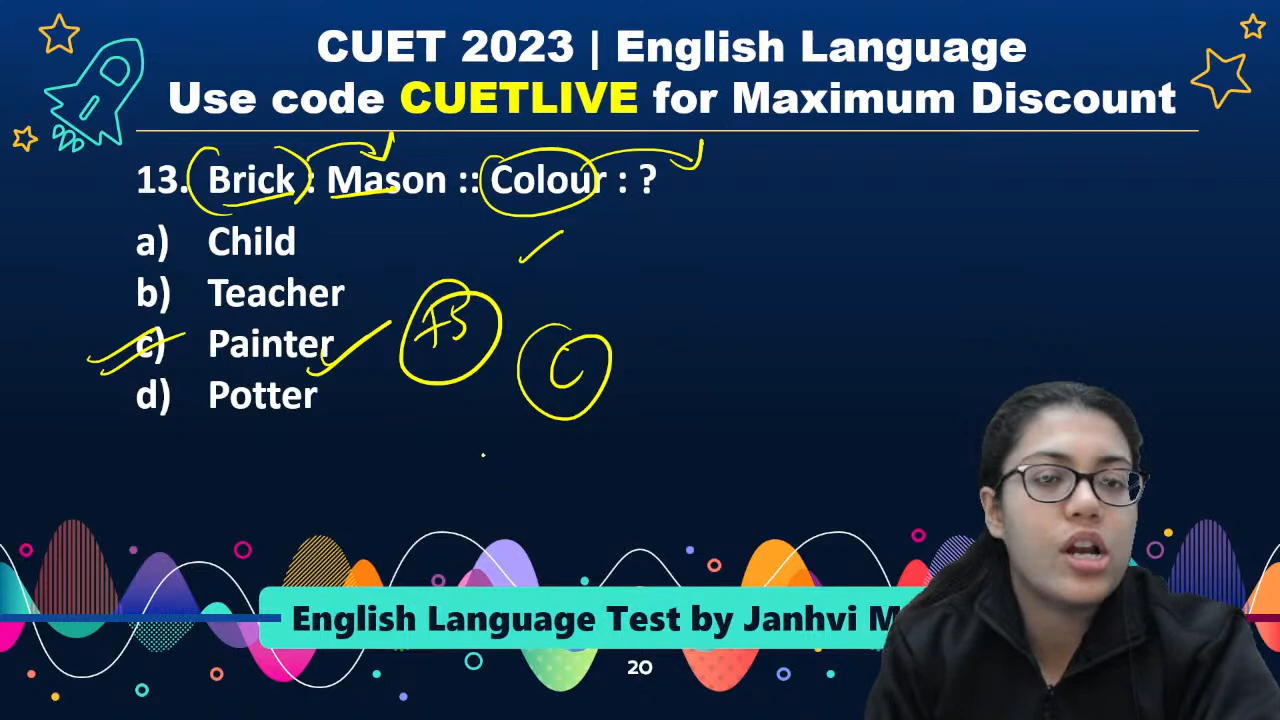 CUET 2023 | English Language
Use code CUETLIVE for Maximum Discount
13. Brick : Mason :: Colour : ?
a) Child
b) Teacher
c) Painter
d) Potter
C
English Language Test by Janhvi M
20